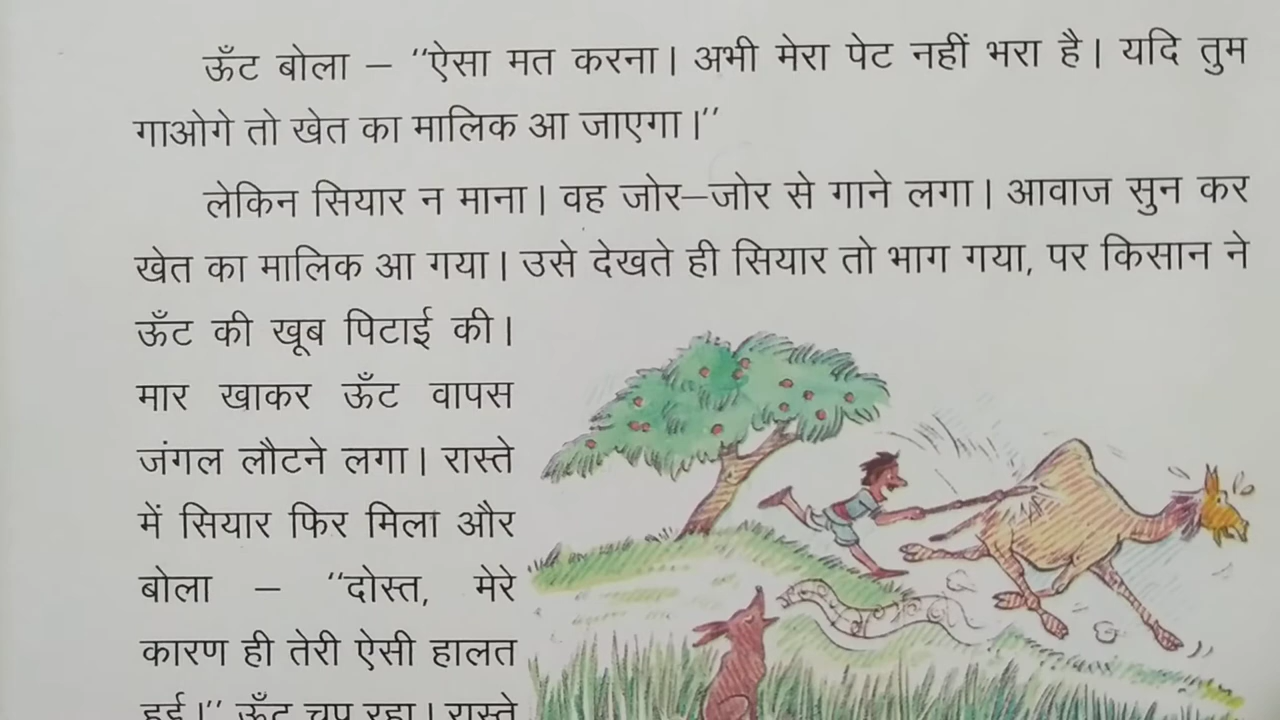 ऊँट बोला – “ऐसा मत करना। अभी मेरा पेट नहीं भरा है। यदि तुम
गाओगे तो खेत का मालिक आ जाएगा।”
लेकिन सियार न माना। वह जोर–जोर से गाने लगा। आवाज सुन कर
खेत का मालिक आ गया। उसे देखते ही सियार तो भाग गया, पर किसान ने
ऊँट की खूब पिटाई की।
मार खाकर ऊँट वापस
जंगल लौटने लगा। रास्ते
में सियार फिर मिला और
बोला – “दोस्त, मेरे
कारण ही तेरी ऐसी हालत
हुई।” ऊँट चुप रहा। रास्ते